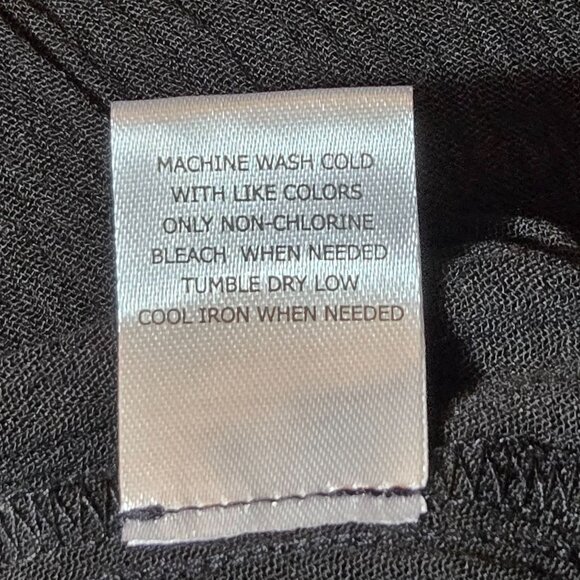 MACHINE WASH COLD
WITH LIKE COLORS
ONLY NON-CHLORINE
BLEACH WHEN NEEDED
TUMBLE DRY LOW
COOL IRON WHEN NEEDED